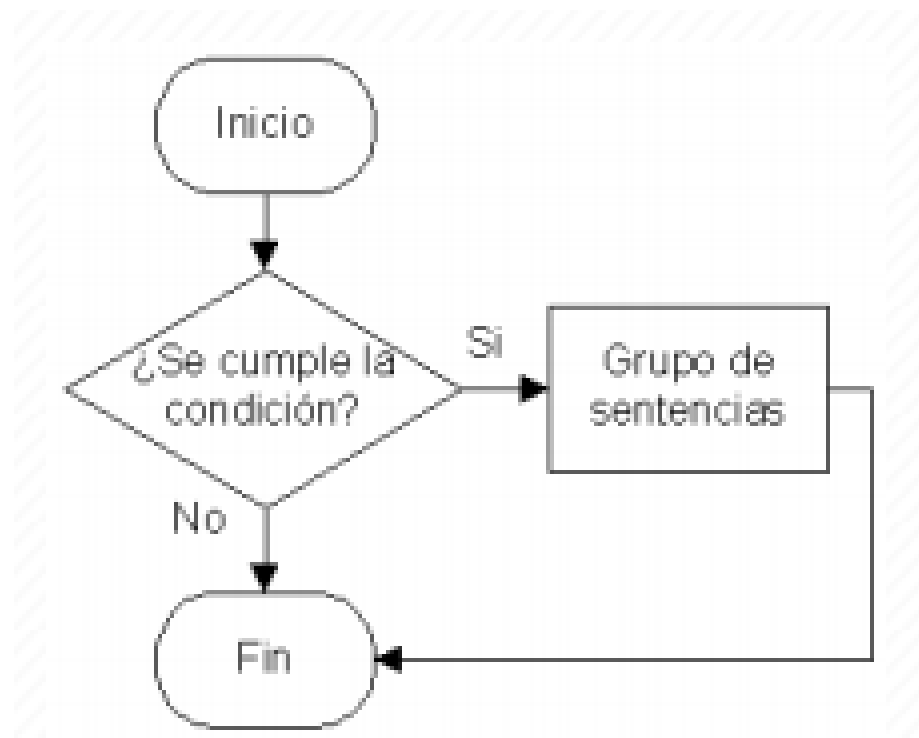 Inicio
¿Se cumple la
condición?
Si
Grupo de
sentencias
No
Fin